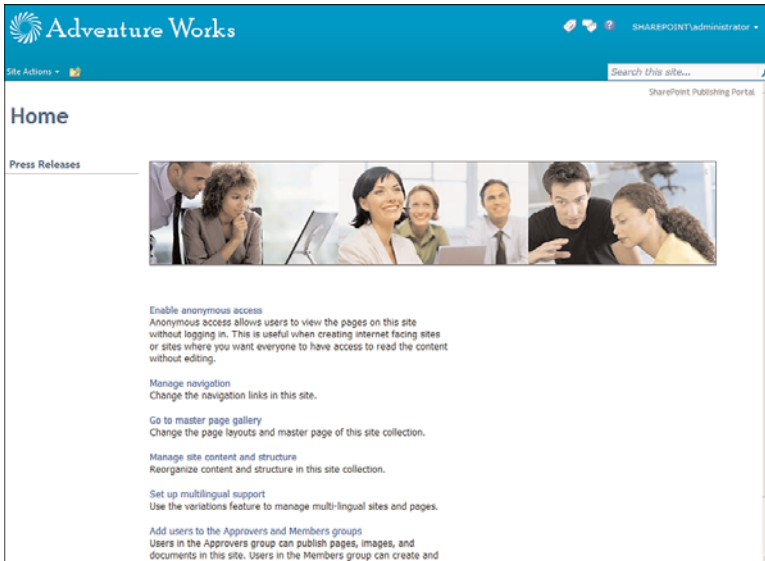 Adventure Works
SHAREPOINT\administrator
Site Actions
Search this site...
SharePoint Publishing Portal
Home
Press Releases
Enable anonymous access
Anonymous access allows users to view the pages on this site
without logging in. This is useful when creating internet facing sites
or sites where you want everyone to have access to read the content
without editing.
Manage navigation
Change the navigation links in this site.
Go to master page gallery
Change the page layouts and master page of this site collection.
Manage site content and structure
Reorganize content and structure in this site collection.
Set up multilingual support
Use the variations feature to manage multi-lingual sites and pages.
Add users to the Approvers and Members groups
Users in the Approvers group can publish pages, images, and
documents in this site. Users in the Members group can create and